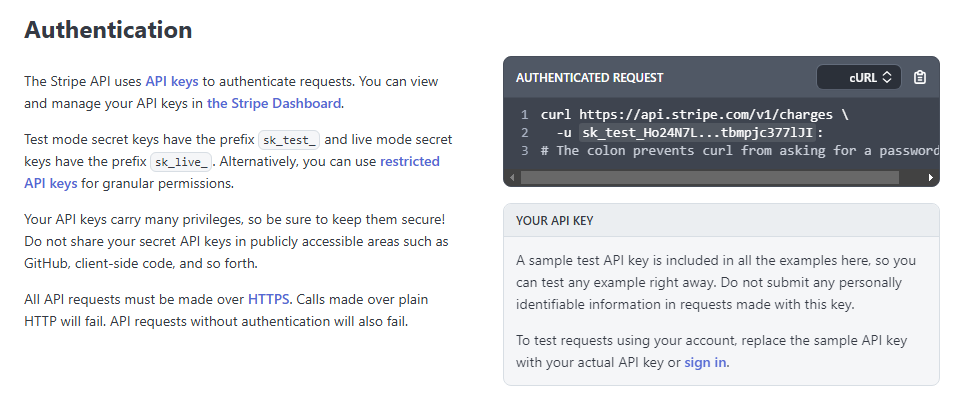 Authentication
The Stripe API uses API keys to authenticate requests. You can view
and manage your API keys in the Stripe Dashboard.
Test mode secret keys have the prefix sk_test_ and live mode secret
keys have the prefix sk_live_. Alternatively, you can use restricted
API keys for granular permissions.
Your API keys carry many privileges, so be sure to keep them secure!
Do not share your secret API keys in publicly accessible areas such as
GitHub, client-side code, and so forth.
All API requests must be made over HTTPS. Calls made over plain
HTTP will fail. API requests without authentication will also fail.
AUTHENTICATED REQUEST cURL
1 curl https://api.stripe.com/v1/charges \
2 -u sk_test_Ho24N7L...tbmpjc377lJI:
3 # The colon prevents curl from asking for a password
YOUR API KEY
A sample test API key is included in all the examples here, so you
can test any example right away. Do not submit any personally
identifiable information in requests made with this key.
To test requests using your account, replace the sample API key
with your actual API key or sign in.